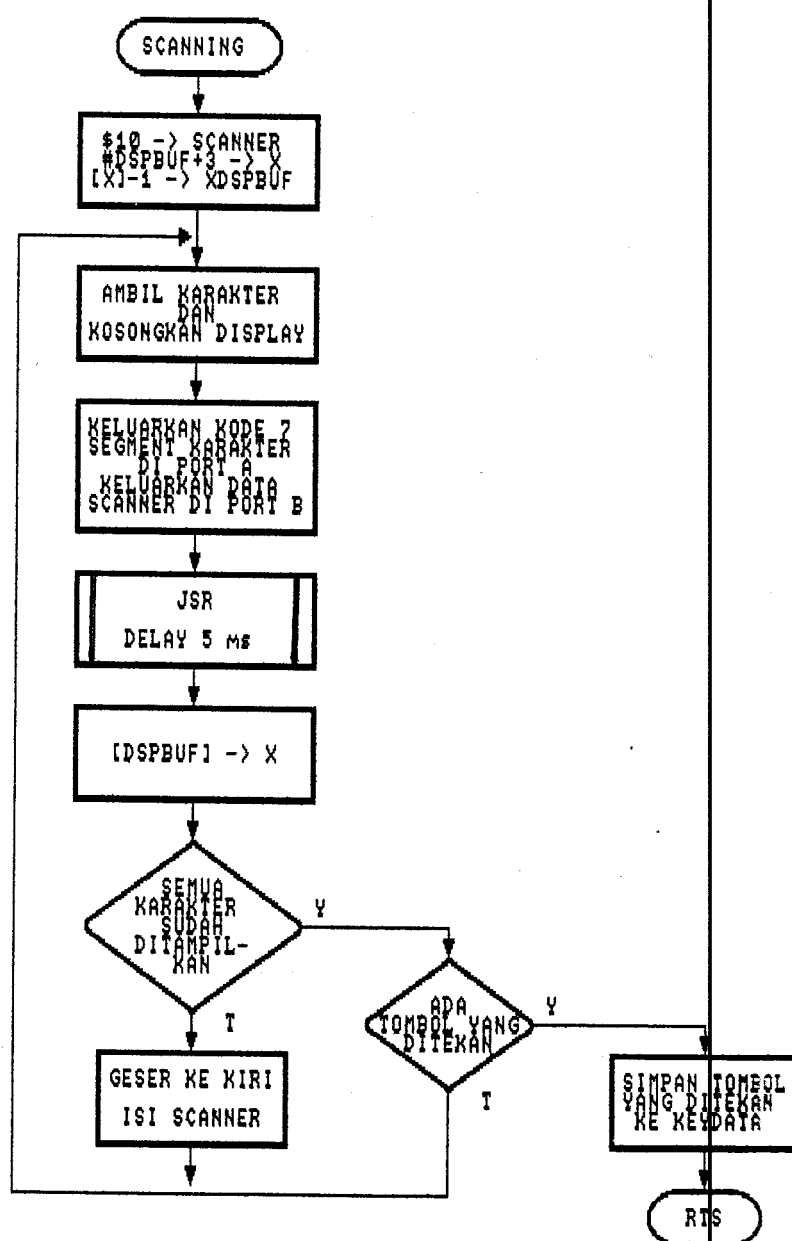 SCANNING
$10 -> SCANNER
#DSPBUF+3 -> X
[X]-1 -> XDSPBUF
AMBIL KARAKTER
DAN
KOSONGKAN DISPLAY
KELUARKAN KODE 7
SEGMENT KARAKTER
DI PORT A
KELUARKAN DATA
SCANNER DI PORT B
JSR
DELAY 5 ms
[DSPBUF] -> X
SEMUA
KARAKTER
SUDAH
DITAMPIL-
KAN
Y
T
GESER KE KIRI
ISI SCANNER
ADA
TOMBOL YANG
DITEKAN
Y
T
SIMPAN TOMBOL
YANG DITEKAN
KE KEYDATA
RTS